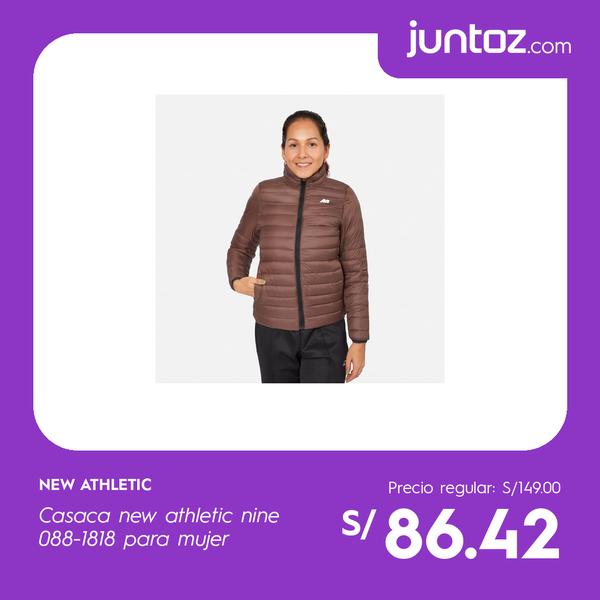 juntoz.com
NEW ATHLETIC
Casaca new athletic nine
088-1818 para mujer
Precio regular: S/149.00
S/ 86.42